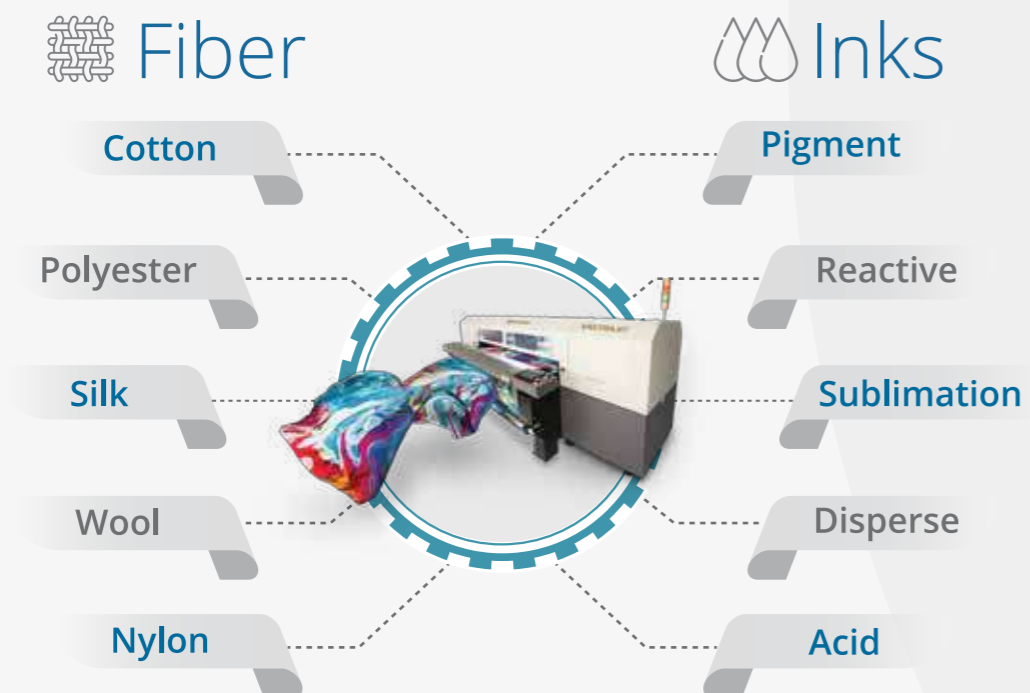 Fiber
Inks
Cotton
Pigment
Polyester
Reactive
Silk
Sublimation
Wool
Disperse
Nylon
Acid